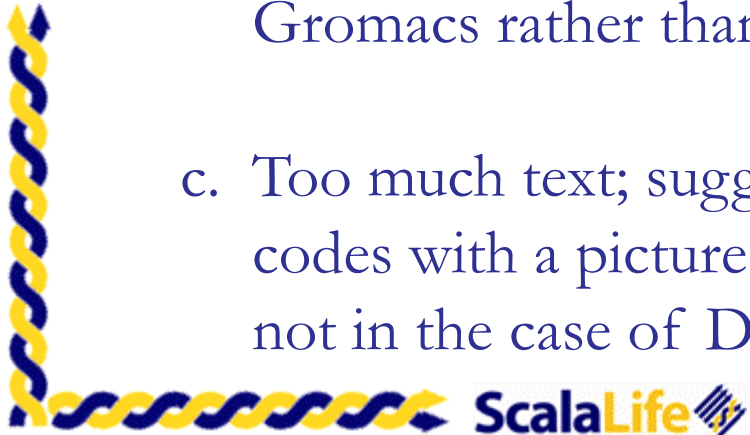 Gromacs rather than
c. Too much text; sugg
codes with a picture
not in the case of D
ScalaLife